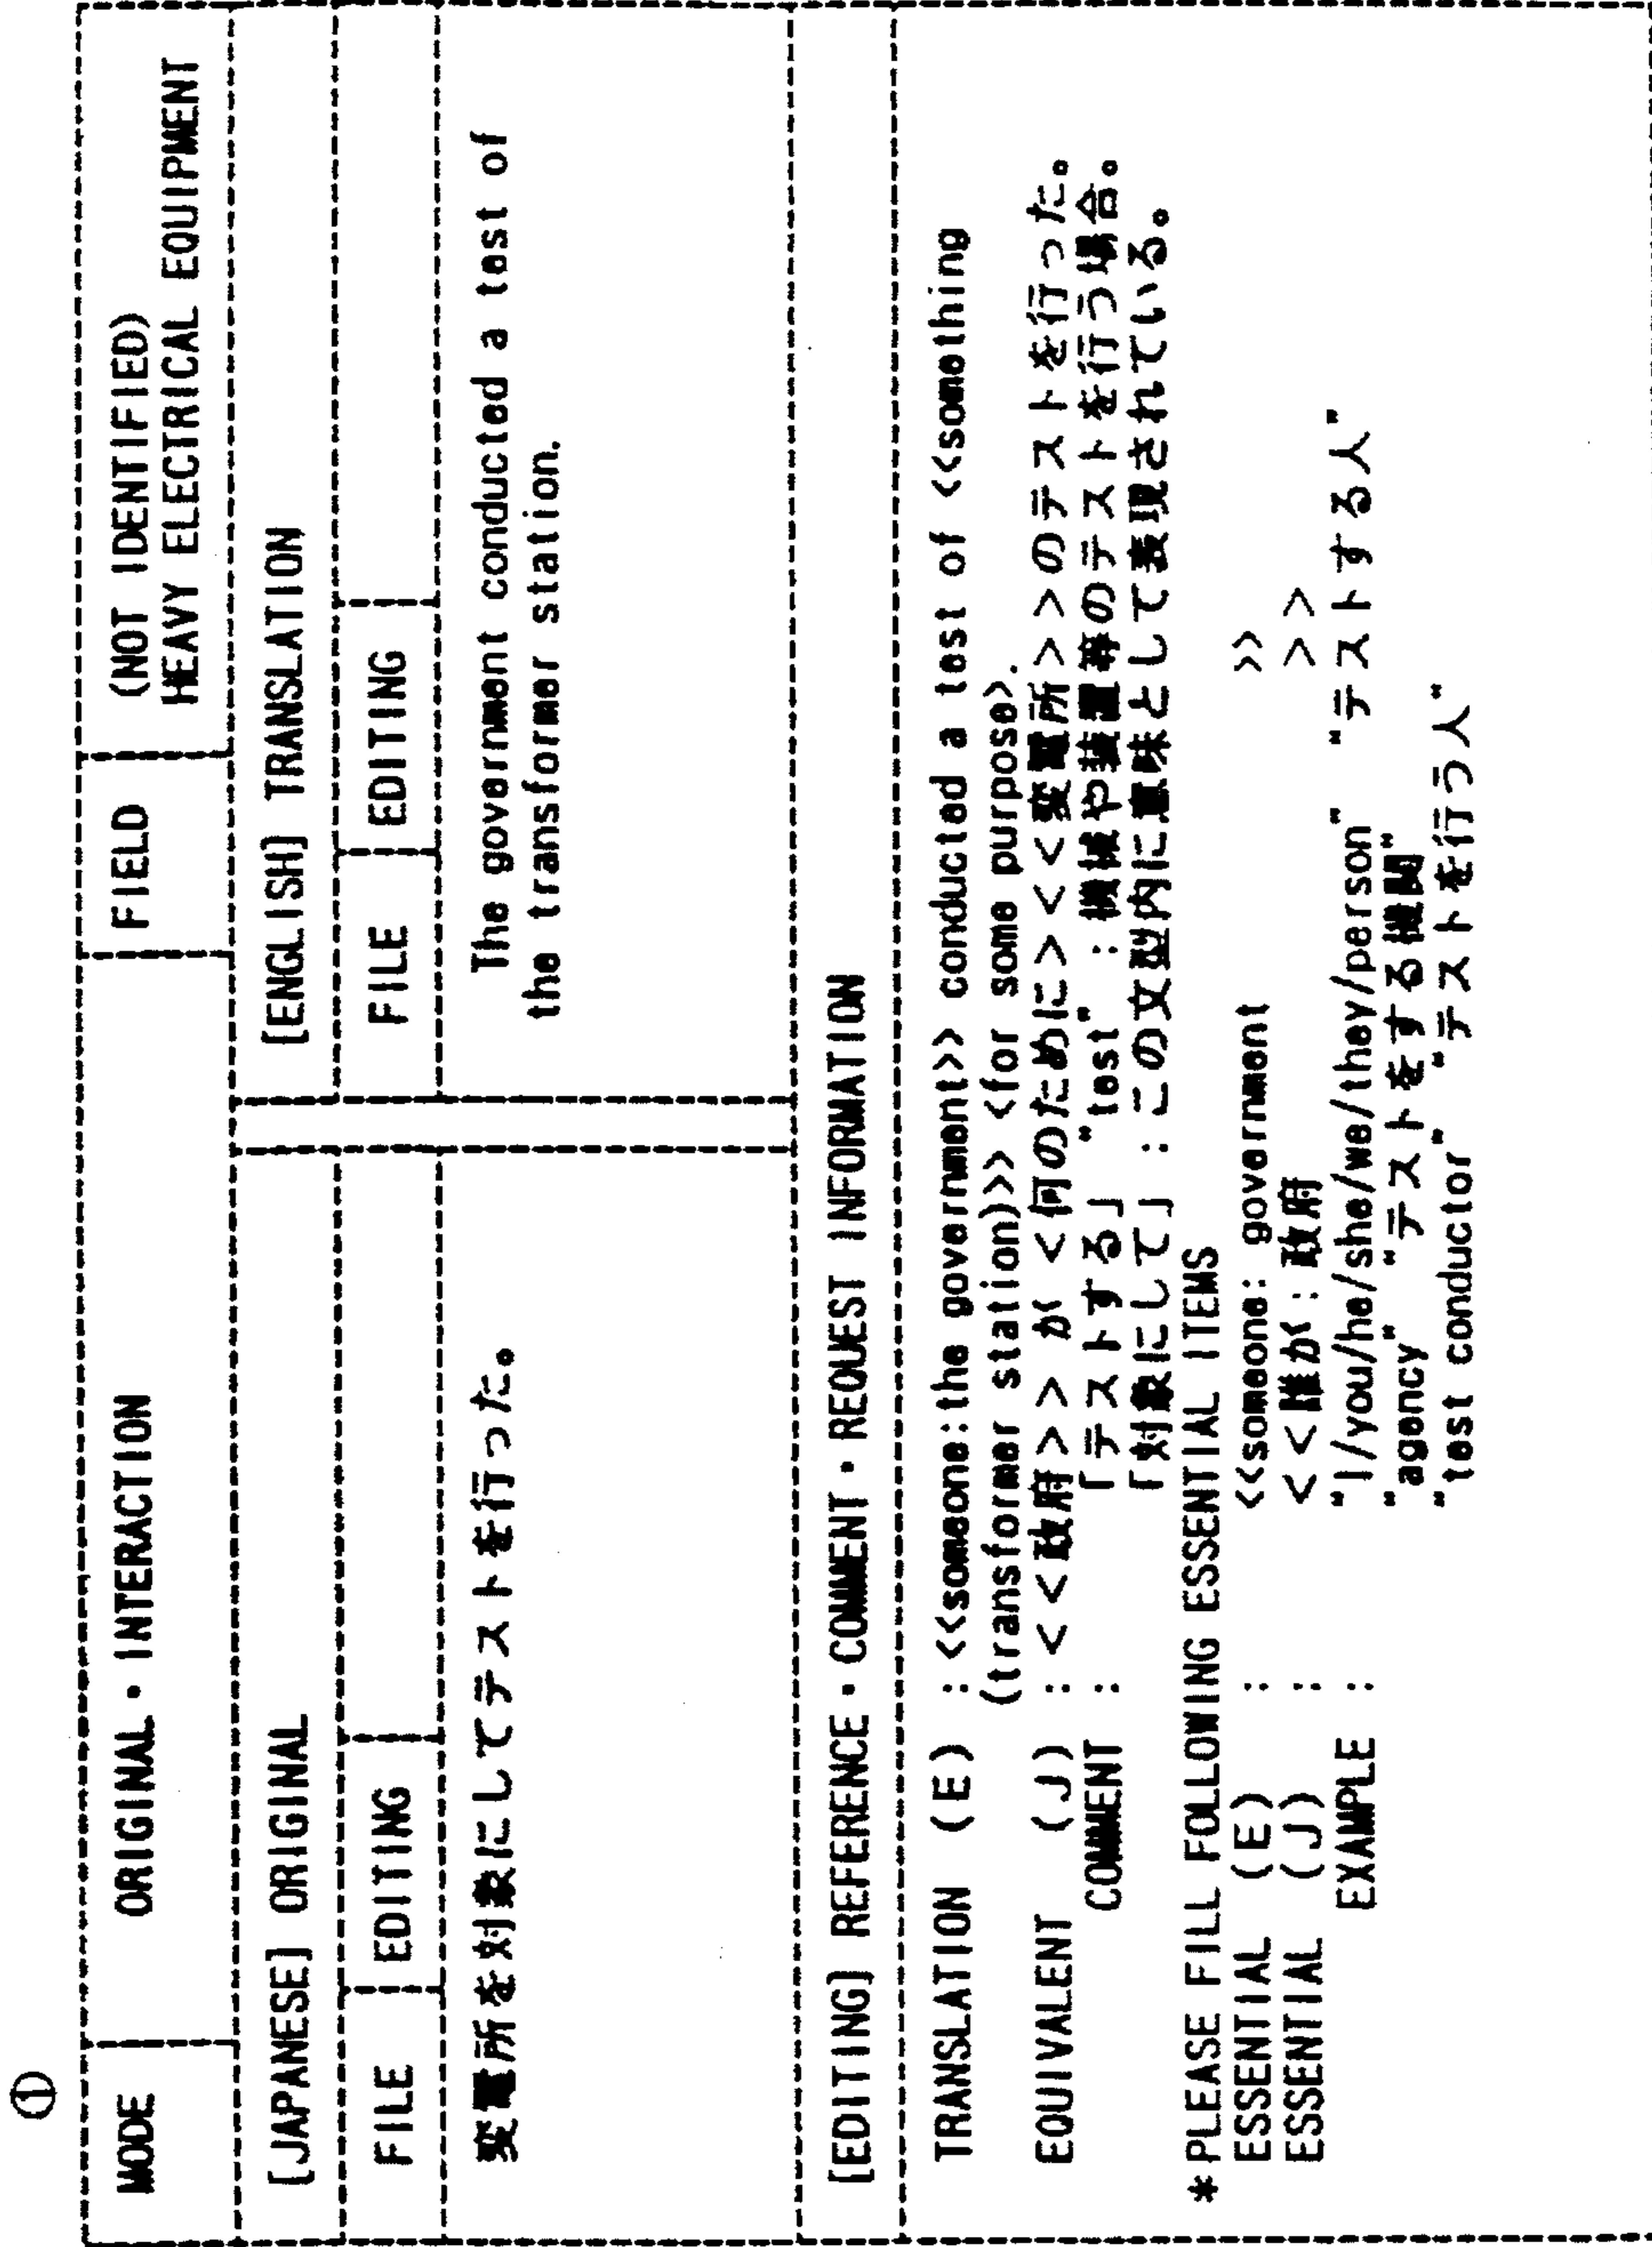 ①
MODE ORIGINAL・INTERACTION FIELD (NOT IDENTIFIED)
HEAVY ELECTRICAL EQUIPMENT
[JAPANESE] ORIGINAL
FILE EDITING
変電所を対象にしてテストを行った。
[ENGLISH] TRANSLATION
FILE EDITING
The government conducted a test of
the transformer station.
[EDITING] REFERENCE・COMMENT・REQUEST INFORMATION
TRANSLATION (E) : <<someone:the government>> conducted a test of <<something
(transformer station)>> <for some purpose>.
EQUIVALENT (J) : <<政府>> が <何のために><<変電所>>のテストを行った。
COMMENT : 「テストする」 "test" : 機械や装置等のテストを行う場合。
「対象にして」 : この文型内に意味として表現されている。
*PLEASE FILL FOLLOWING ESSENTIAL ITEMS
ESSENTIAL (E) : <<someone: government >>
ESSENTIAL (J) : <<誰が : 政府 >>
EXAMPLE : "I/you/he/she/we/they/person" "テストする人"
"agency" "テストをする機関"
"test conductor" "テストを行う人"